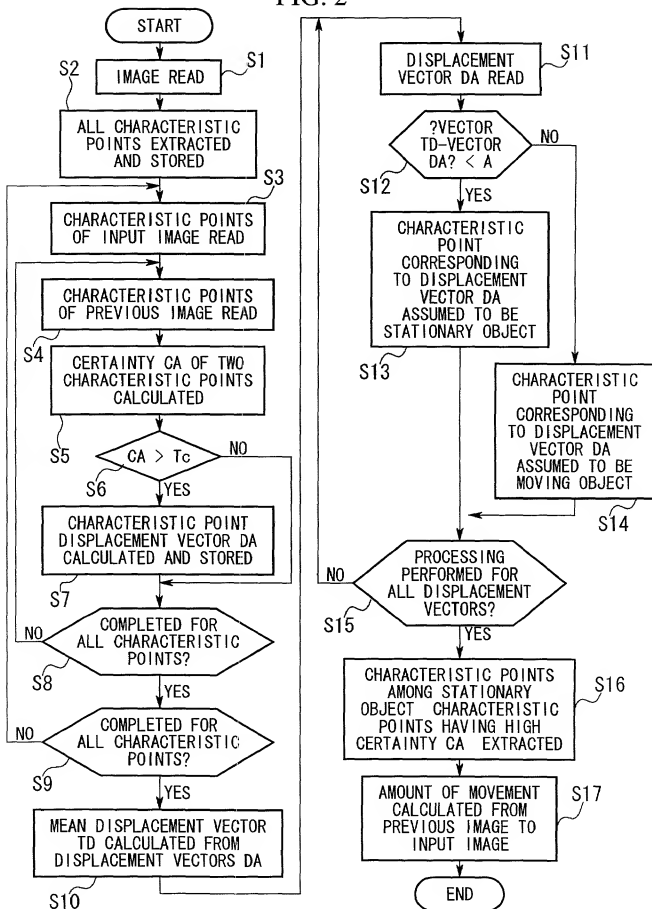 FIG. 2
START
S1
IMAGE READ
S2
ALL CHARACTERISTIC
POINTS EXTRACTED
AND STORED
S3
CHARACTERISTIC POINTS
OF INPUT IMAGE READ
CHARACTERISTIC POINTS
OF PREVIOUS IMAGE READ
S4
CERTAINTY CA OF TWO
CHARACTERISTIC POINTS
CALCULATED
S5
CA > Tc
NO
S6
YES
CHARACTERISTIC POINT
DISPLACEMENT VECTOR DA
CALCULATED AND STORED
S7
NO
COMPLETED FOR
ALL CHARACTERISTIC
POINTS?
S8
YES
NO
COMPLETED FOR
ALL CHARACTERISTIC
POINTS?
S9
YES
MEAN DISPLACEMENT VECTOR
TD CALCULATED FROM
DISPLACEMENT VECTORS DA
S10
S11
DISPLACEMENT
VECTOR DA READ
?VECTOR
TD-VECTOR
DA? < A
NO
S12
YES
CHARACTERISTIC
POINT
CORRESPONDING
TO DISPLACEMENT
VECTOR DA
ASSUMED TO BE
STATIONARY OBJECT
S13
CHARACTERISTIC
POINT
CORRESPONDING
TO DISPLACEMENT
VECTOR DA
ASSUMED TO BE
MOVING OBJECT
S14
NO
PROCESSING
PERFORMED FOR
ALL DISPLACEMENT
VECTORS?
S15
YES
S16
CHARACTERISTIC POINTS
AMONG STATIONARY
OBJECT CHARACTERISTIC
POINTS HAVING HIGH
CERTAINTY CA EXTRACTED
S17
AMOUNT OF MOVEMENT
CALCULATED FROM
PREVIOUS IMAGE TO
INPUT IMAGE
END